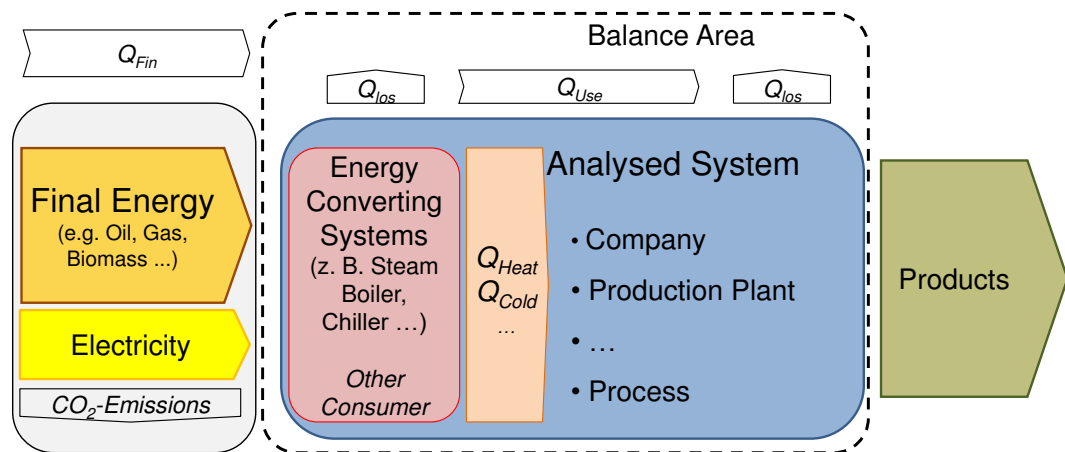 Balance Area
Q_Fin
Q_los
Q_Use
Q_los
Final Energy
(e.g. Oil, Gas,
Biomass ...)
Electricity
CO₂-Emissions
Energy
Converting
Systems
(z. B. Steam
Boiler,
Chiller …)
Other
Consumer
Q_Heat
Q_Cold
...
Analysed System
• Company
• Production Plant
• …
• Process
Products